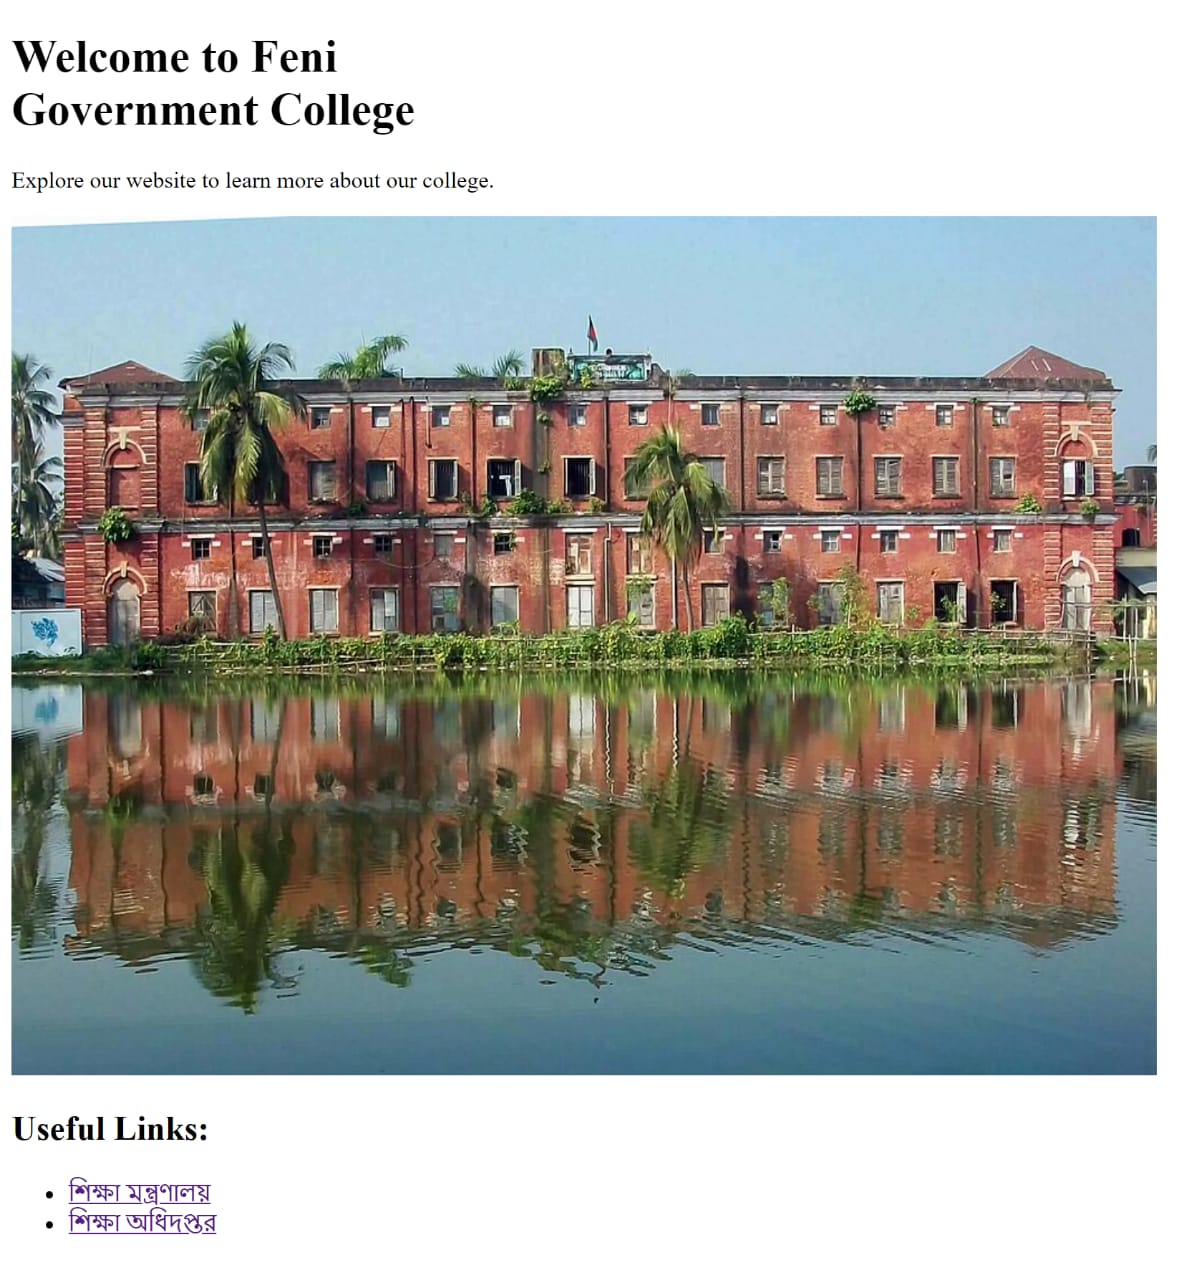 Welcome to Feni
Government College
Explore our website to learn more about our college.
Useful Links:
শিক্ষা মন্ত্রণালয়
শিক্ষা অধিদপ্তর